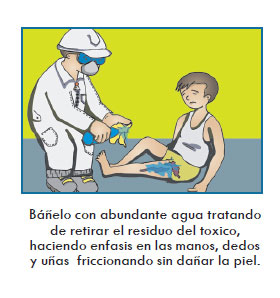 Báñelo con abundante agua tratando
de retirar el residuo del toxico,
haciendo enfasis en las manos, dedos
y uñas friccionando sin dañar la piel.